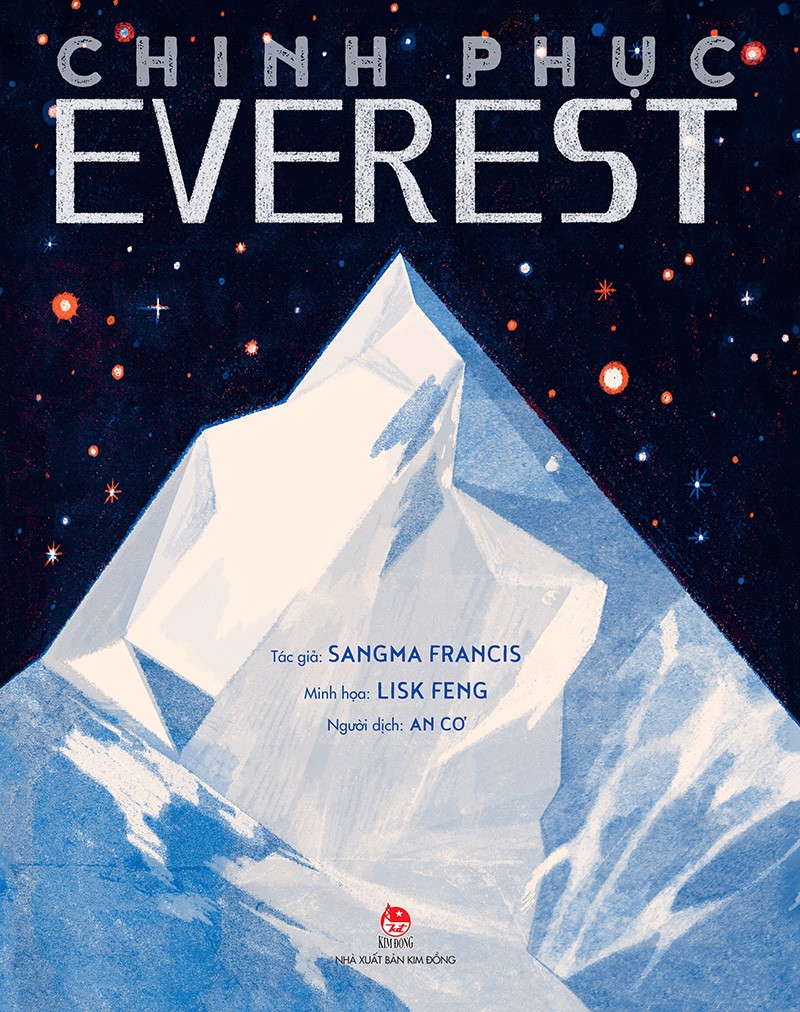 CHINH PHỤC
EVEREST
Tác giả: SANGMA FRANCIS
Minh họa: LISK FENG
Người dịch: AN CƠ
KIM ĐỒNG
NHÀ XUẤT BẢN KIM ĐỒNG